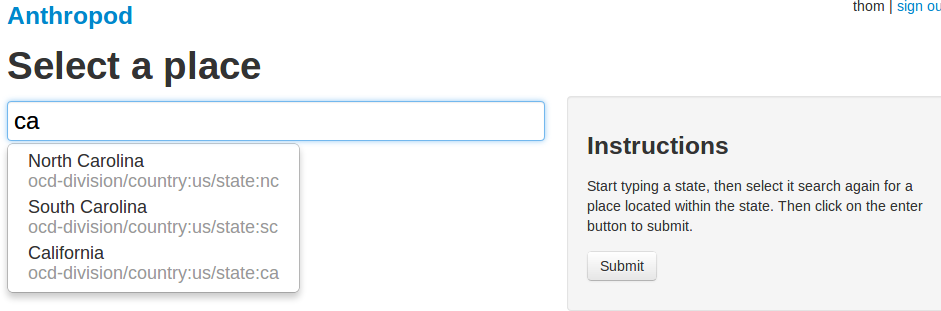 Anthropod
thom | sign ou
Select a place
ca
North Carolina
ocd-division/country:us/state:nc
South Carolina
ocd-division/country:us/state:sc
California
ocd-division/country:us/state:ca
Instructions
Start typing a state, then select it search again for a
place located within the state. Then click on the enter
button to submit.
Submit